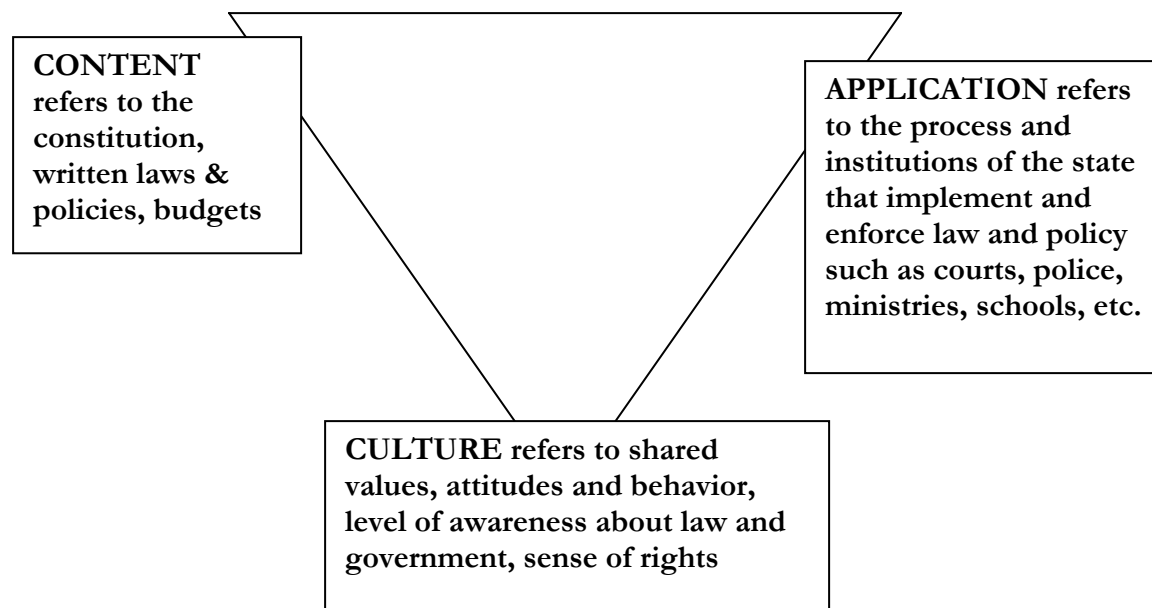 CONTENT
refers to the
constitution,
written laws &
policies, budgets
APPLICATION refers
to the process and
institutions of the state
that implement and
enforce law and policy
such as courts, police,
ministries, schools, etc.
CULTURE refers to shared
values, attitudes and behavior,
level of awareness about law and
government, sense of rights